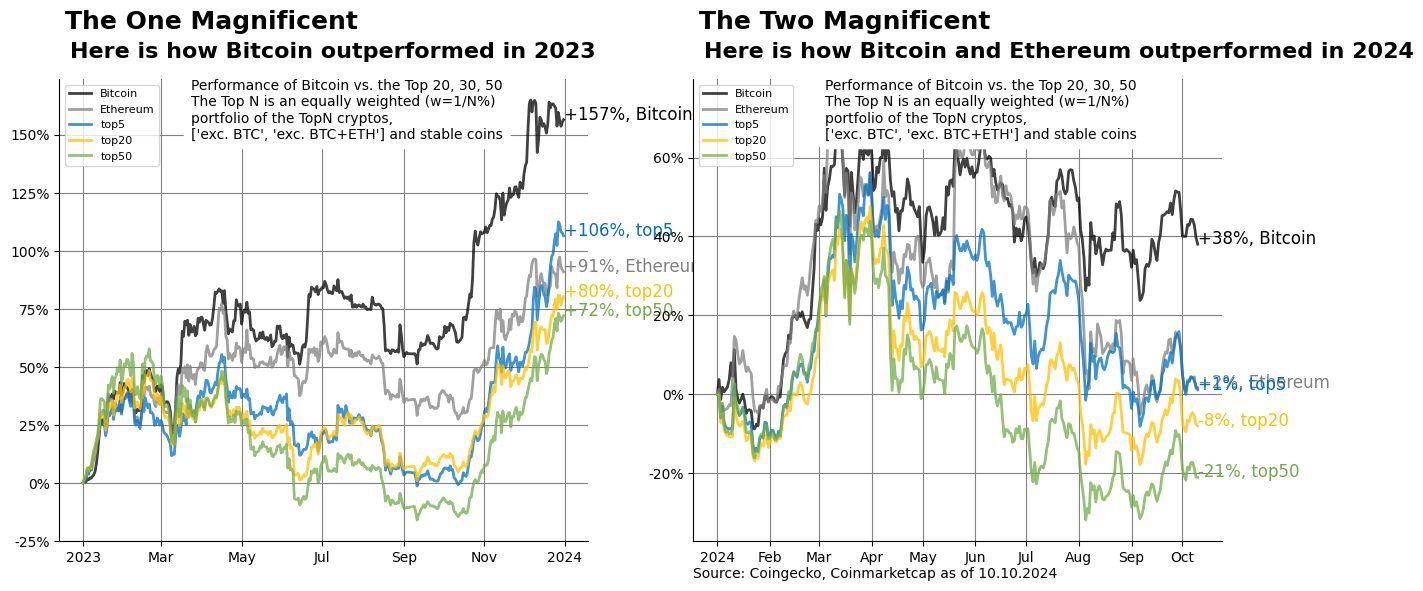 The One Magnificent
Here is how Bitcoin outperformed in 2023
Performance of Bitcoin vs. the Top 20, 30, 50
The Top N is an equally weighted (w=1/N%)
portfolio of the TopN cryptos,
['exc. BTC', 'exc. BTC+ETH'] and stable coins
Bitcoin
Ethereum
top5
top20
top50
150%
125%
100%
75%
50%
25%
0%
-25%
+157%, Bitcoin
+106%, top5
+91%, Ethereum
+80%, top20
+72%, top50
2023
Mar
May
Jul
Sep
Nov
2024
The Two Magnificent
Here is how Bitcoin and Ethereum outperformed in 2024
Performance of Bitcoin vs. the Top 20, 30, 50
The Top N is an equally weighted (w=1/N%)
portfolio of the TopN cryptos,
['exc. BTC', 'exc. BTC+ETH'] and stable coins
Bitcoin
Ethereum
top5
top20
top50
60%
40%
20%
0%
-20%
+38%, Bitcoin
+2%, Ethereum
+1%, top5
-8%, top20
-21%, top50
2024
Feb
Mar
Apr
May
Jun
Jul
Aug
Sep
Oct
Source: Coingecko, Coinmarketcap as of 10.10.2024